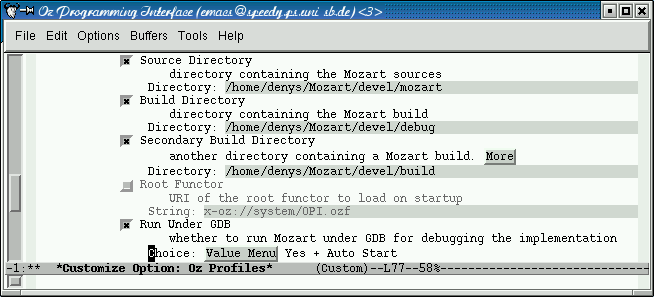 Oz Programming Interface (emacs@speedy.ps.uni sb.de) <3>
File Edit Options Buffers Tools Help
Source Directory
directory containing the Mozart sources
Directory: /home/denys/Mozart/devel/mozart
Build Directory
directory containing the Mozart build
Directory: /home/denys/Mozart/devel/debug
Secondary Build Directory
another directory containing a Mozart build. More
Directory: /home/denys/Mozart/devel/build
Root Functor
URI of the root functor to load on startup
String: x-oz://system/OPI.ozf
Run Under GDB
whether to run Mozart under GDB for debugging the implementation
Choice: Value Menu Yes + Auto Start
-1:** *Customize Option: Oz Profiles* (Custom)--L77--58%--------------------------------